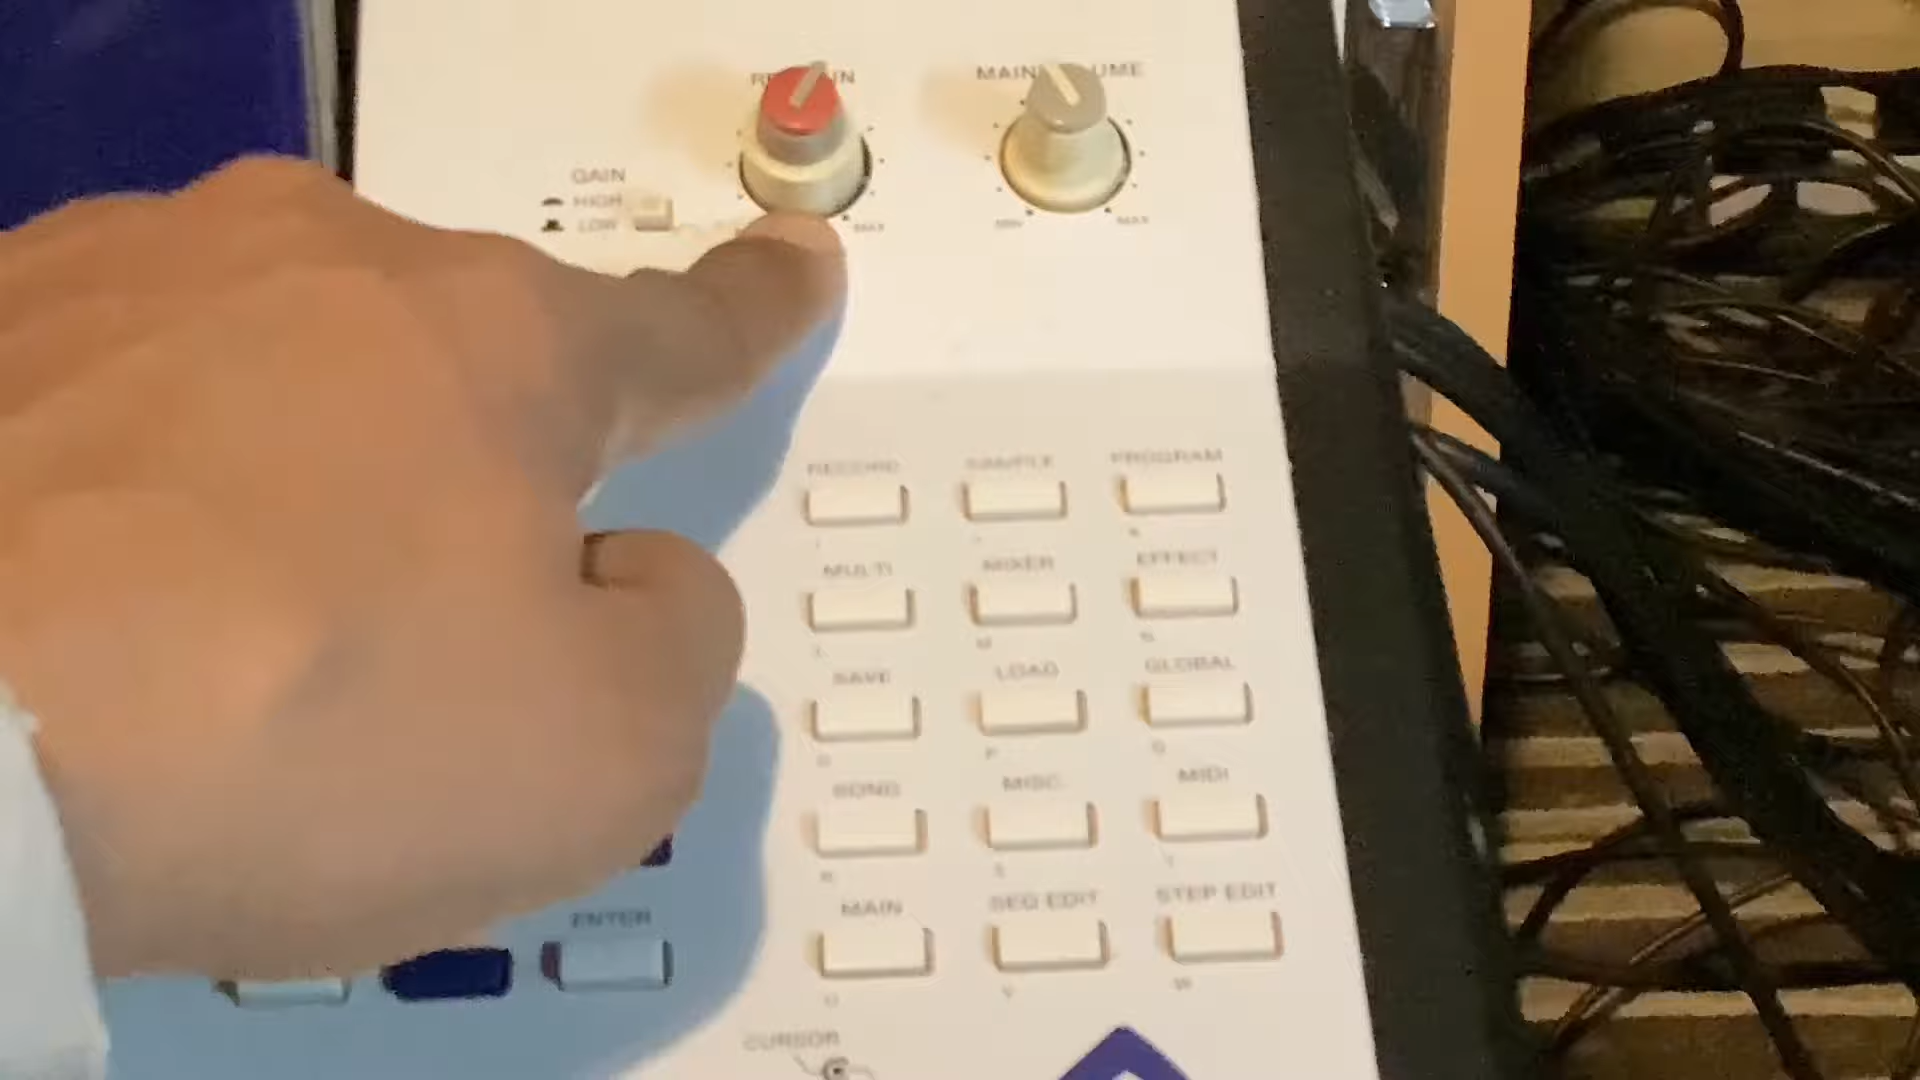 MAIN
GAIN
HIGH
LOW
MAX
MIN
MAX
RECORD
SAMPLE
PROGRAM
MULTI
MIXER
EFFECT
L
M
N
SAVE
LOAD
GLOBAL
O
P
Q
SONG
MISC.
MIDI
R
S
T
MAIN
SEQ EDIT
STEP EDIT
ENTER
U
V
W
CURSOR